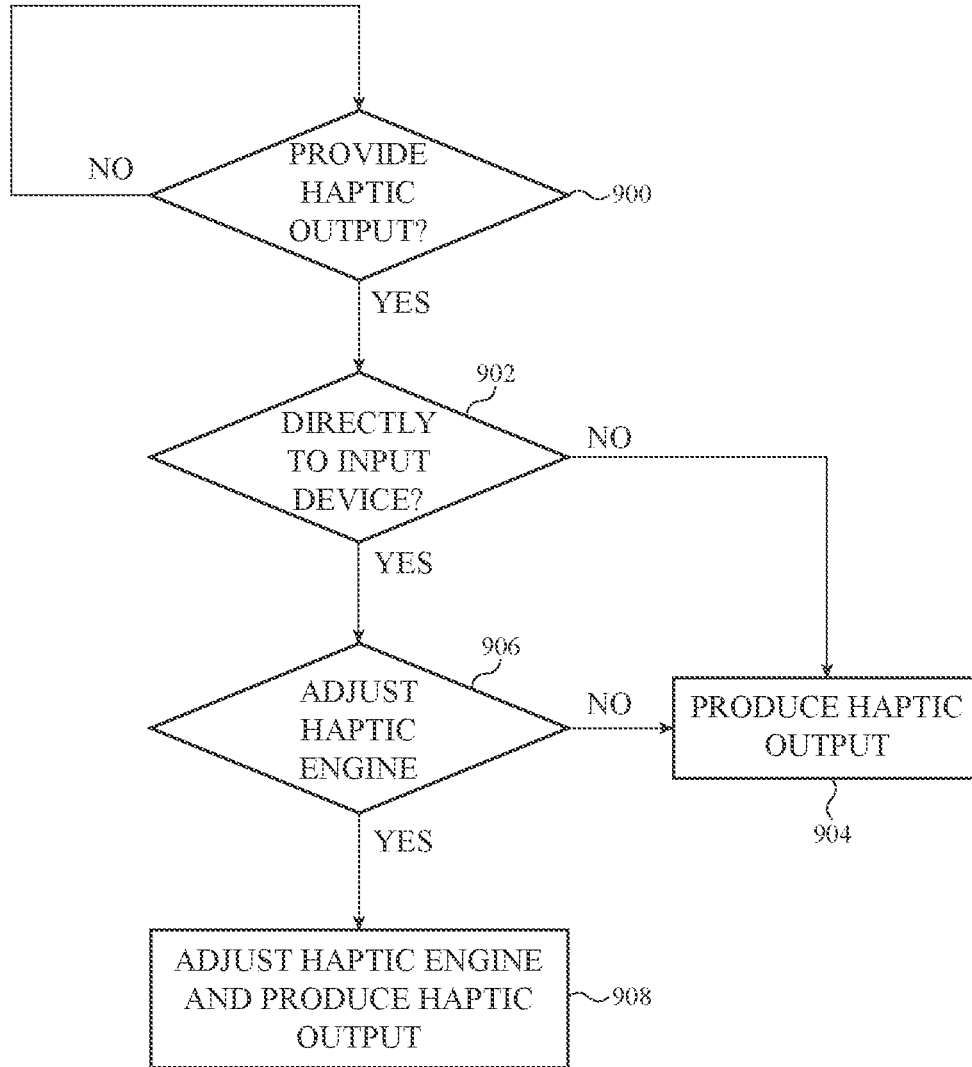 PROVIDE
HAPTIC
OUTPUT?
NO
900
YES
902
DIRECTLY
TO INPUT
DEVICE?
NO
YES
906
ADJUST
HAPTIC
ENGINE
NO
PRODUCE HAPTIC
OUTPUT
904
YES
ADJUST HAPTIC ENGINE
AND PRODUCE HAPTIC
OUTPUT
908